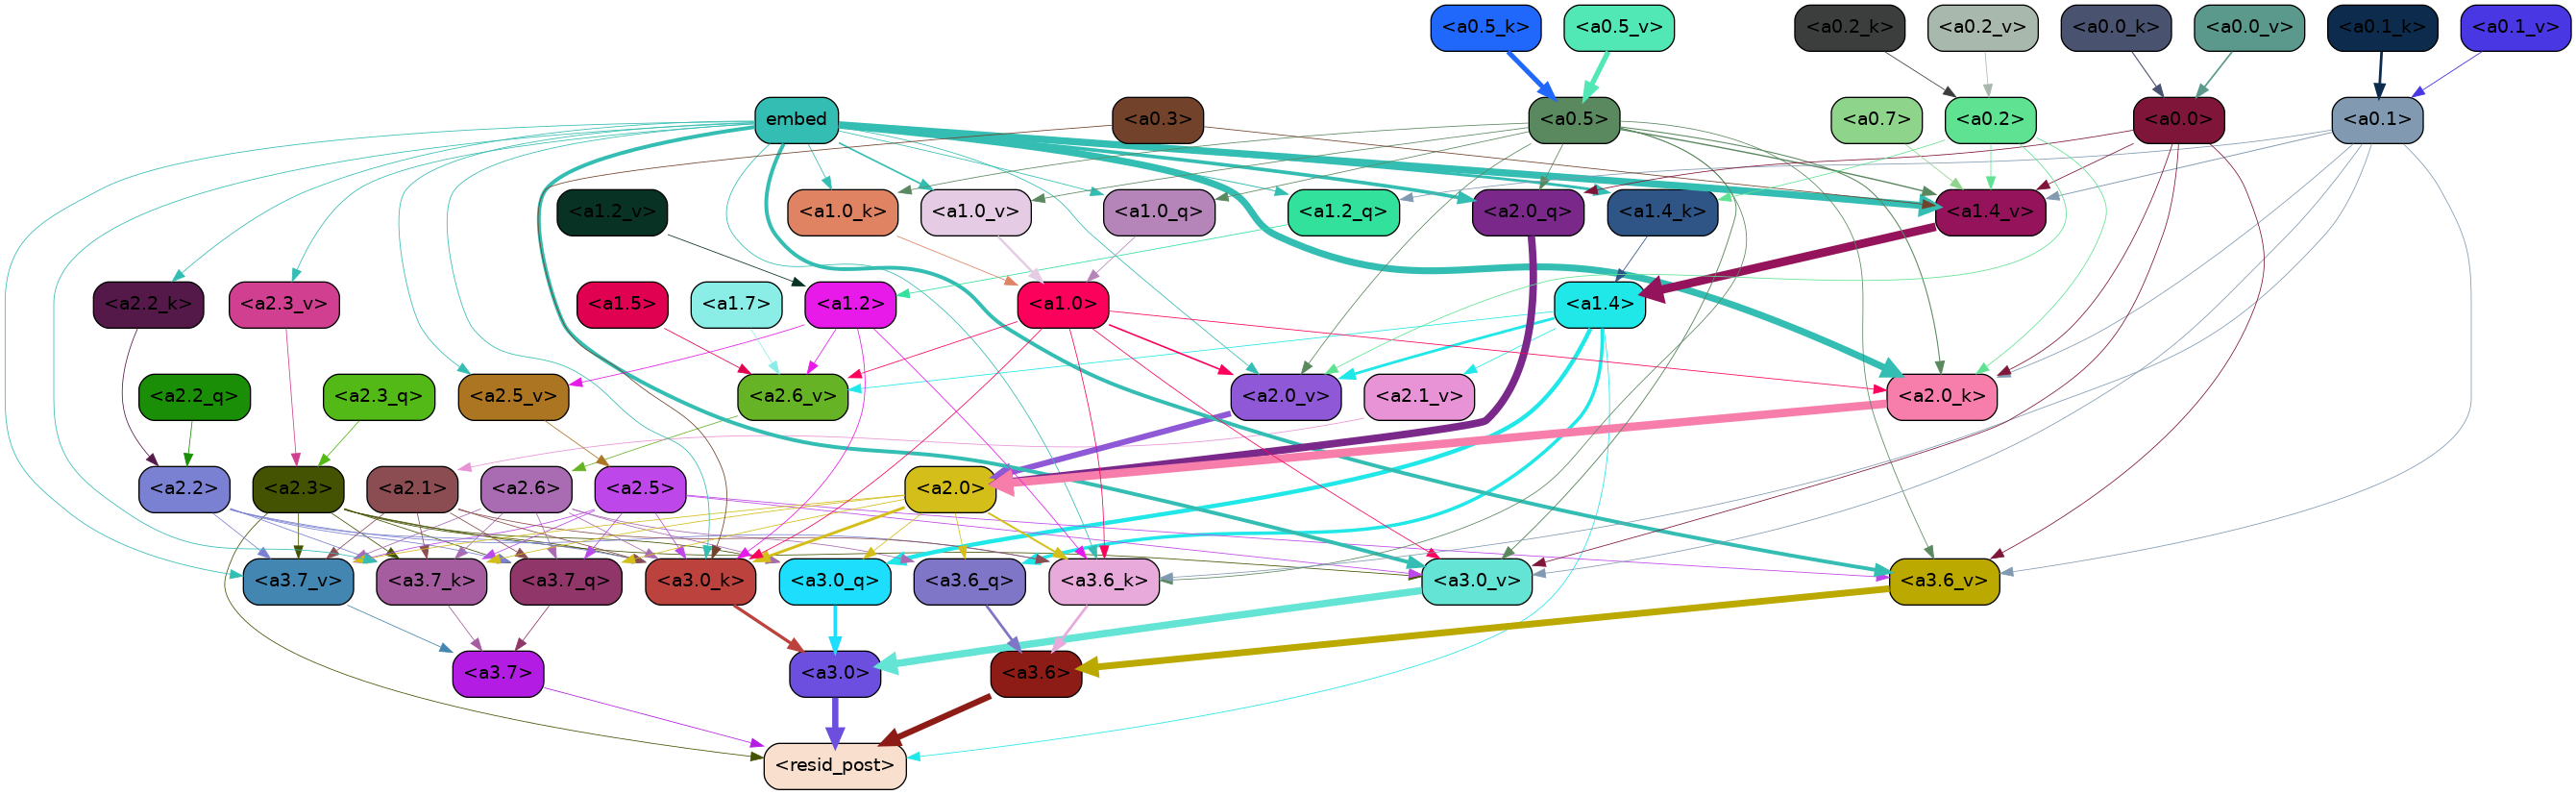 <a0.5_k> <a0.5_v> <a0.2_k> <a0.2_v> <a0.0_k> <a0.0_v> <a0.1_k> <a0.1_v>
embed <a0.3> <a0.5> <a0.7> <a0.2> <a0.0> <a0.1>
<a1.2_v> <a1.0_k> <a1.0_v> <a1.0_q> <a1.2_q> <a2.0_q> <a1.4_k> <a1.4_v>
<a2.2_k> <a2.3_v> <a1.5> <a1.7> <a1.2> <a1.0> <a1.4>
<a2.2_q> <a2.3_q> <a2.5_v> <a2.6_v> <a2.0_v> <a2.1_v> <a2.0_k>
<a2.2> <a2.3> <a2.1> <a2.6> <a2.5> <a2.0>
<a3.7_v> <a3.7_k> <a3.7_q> <a3.0_k> <a3.0_q> <a3.6_q> <a3.6_k> <a3.0_v> <a3.6_v>
<a3.7> <a3.0> <a3.6>
<resid_post>